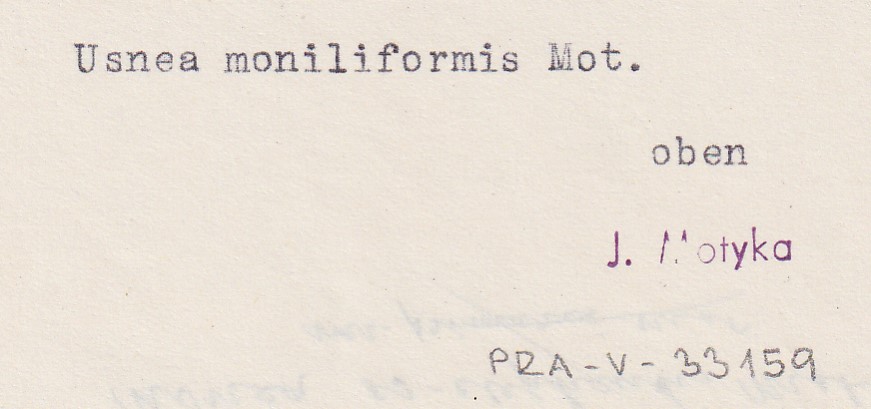 Usnea moniliformis Mot.
oben
J. Motyka
PRA-V-33159